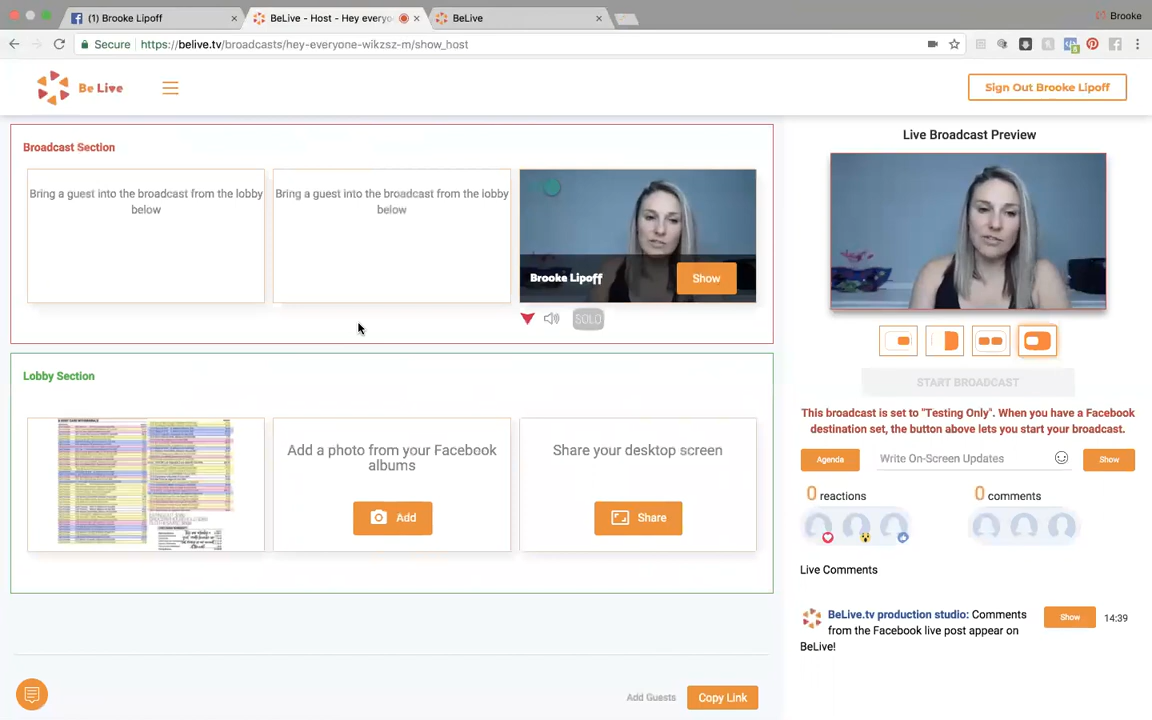 (1) Brooke Lipoff
BeLive - Host - Hey everyo
BeLive
Brooke
Secure
https://belive.tv/broadcasts/hey-everyone-wikzsz-m/show_host
Be Live
Sign Out Brooke Lipoff
Broadcast Section
Bring a guest into the broadcast from the lobby
below
Bring a guest into the broadcast from the lobby
below
Brooke Lipoff
Show
SOLO
Live Broadcast Preview
START BROADCAST
This broadcast is set to "Testing Only". When you have a Facebook
destination set, the button above lets you start your broadcast.
Agenda
Write On-Screen Updates
Show
0 reactions
0 comments
Live Comments
BeLive.tv production studio: Comments
from the Facebook live post appear on
BeLive!
Show
14:39
Lobby Section
Add a photo from your Facebook
albums
Add
Share your desktop screen
Share
Add Guests
Copy Link